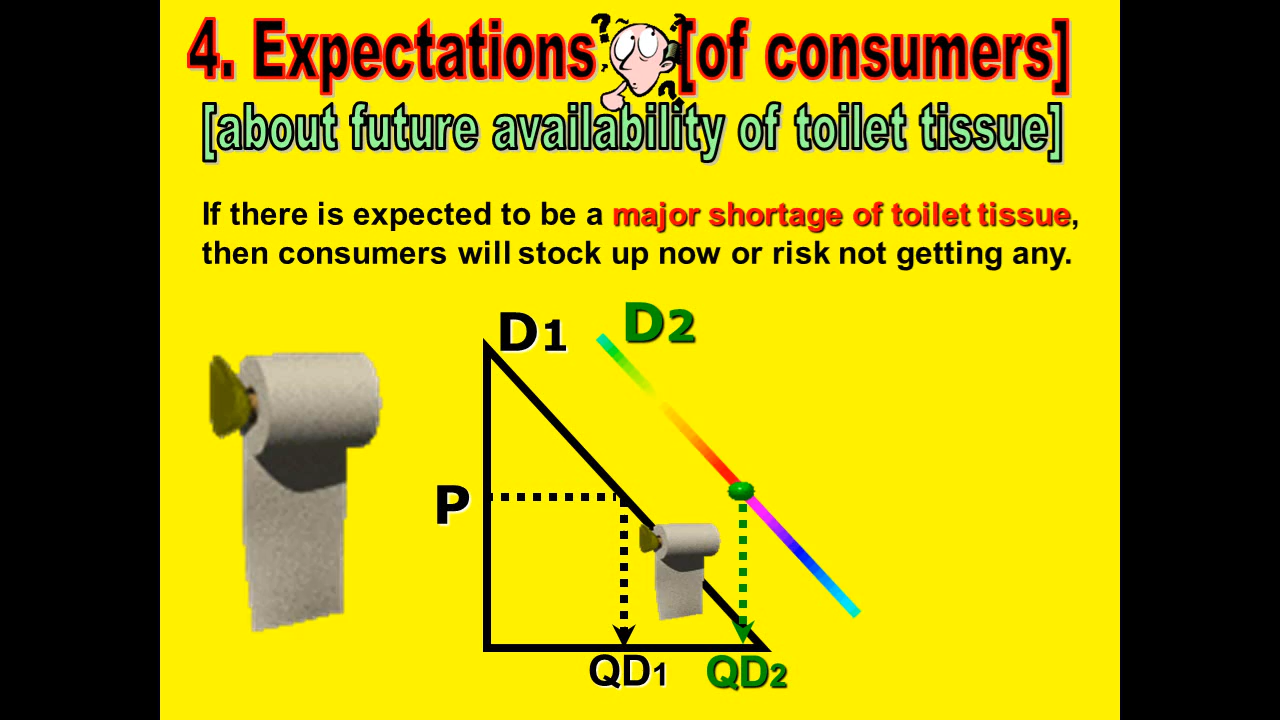 4. Expectations [of consumers]
[about future availability of toilet tissue]
If there is expected to be a major shortage of toilet tissue,
then consumers will stock up now or risk not getting any.
D1
D2
P
QD1
QD2